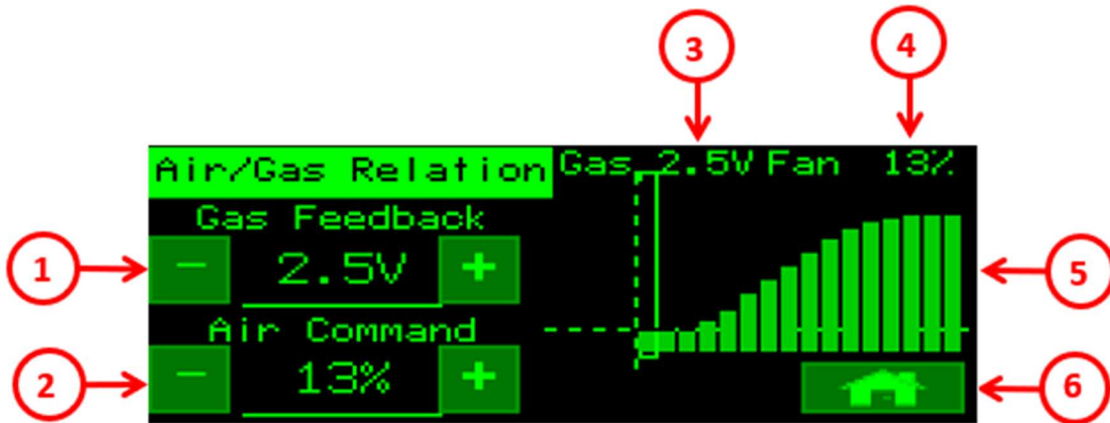 3
4
Air/Gas Relation
Gas 2.5V Fan 13%
Gas Feedback
1
- 2.5V +
5
Air Command
2
- 13% +
6